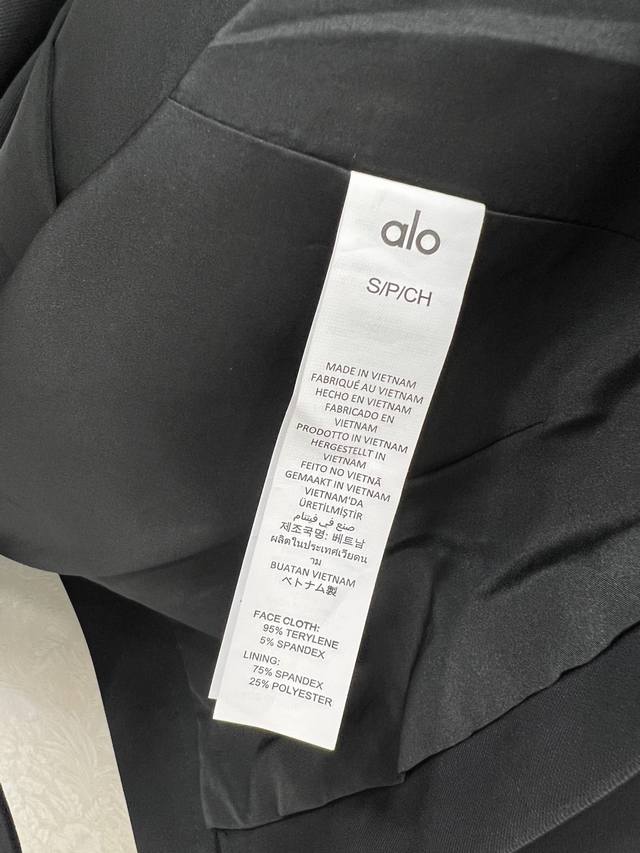 alo
S/P/CH
MADE IN VIETNAM
FABRIQUÉ AU VIETNAM
HECHO EN VIETNAM
FABRICADO EN
VIETNAM
PRODOTTO IN VIETNAM
HERGESTELLT IN
VIETNAM
FEITO NO VIETNÃ
GEMAAKT IN VIETNAM
VIETNAM'DA
ÜRETİLMİŞTİR
صنع في فيتنام
제조국명: 베트남
ผลิตในประเทศเวียดน
าม
BUATAN VIETNAM
ベトナム製
FACE CLOTH:
95% TERYLENE
5% SPANDEX
LINING:
75% SPANDEX
25% POLYESTER